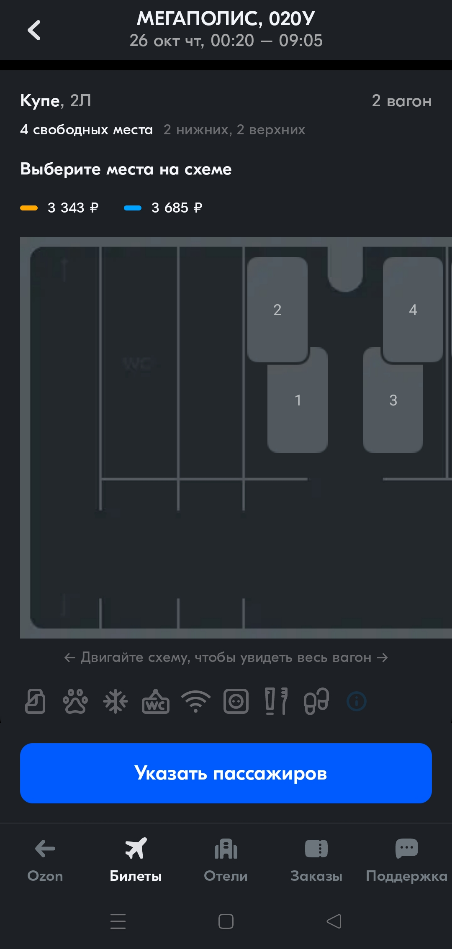 МЕГАПОЛИС, 020У
26 окт чт, 00:20 – 09:05
Купе, 2Л
2 вагон
4 свободных места 2 нижних, 2 верхних
Выберите места на схеме
3 343 ₽ 3 685 ₽
2 4
WC
1 3
← Двигайте схему, чтобы увидеть весь вагон →
WC
Указать пассажиров
Ozon Билеты Отели Заказы Поддержка